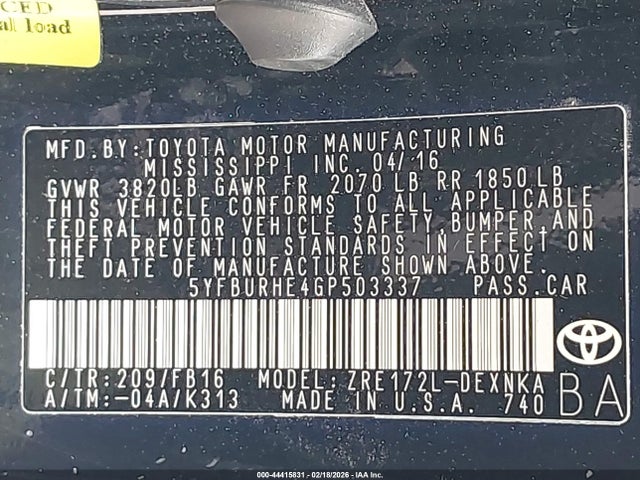 CED
al load
MFD.BY:TOYOTA MOTOR MANUFACTURING
MISSISSIPPI INC. 04/16
GVWR 3820LB GAWR FR 2070 LB RR 1850 LB
THIS VEHICLE CONFORMS TO ALL APPLICABLE
FEDERAL MOTOR VEHICLE SAFETY,BUMPER,AND
THEFT PREVENTION STANDARDS IN EFFECT ON
THE DATE OF MANUFACTURE SHOWN ABOVE.
5YFBURHE4GP503337 PASS.CAR
C/TR:209/FB16 MODEL:ZRE172L-DEXNKA
A/TM:-04A/K313 MADE IN U.S.A. 740
BA
000-44415831 - 02/18/2026 - IAA Inc.